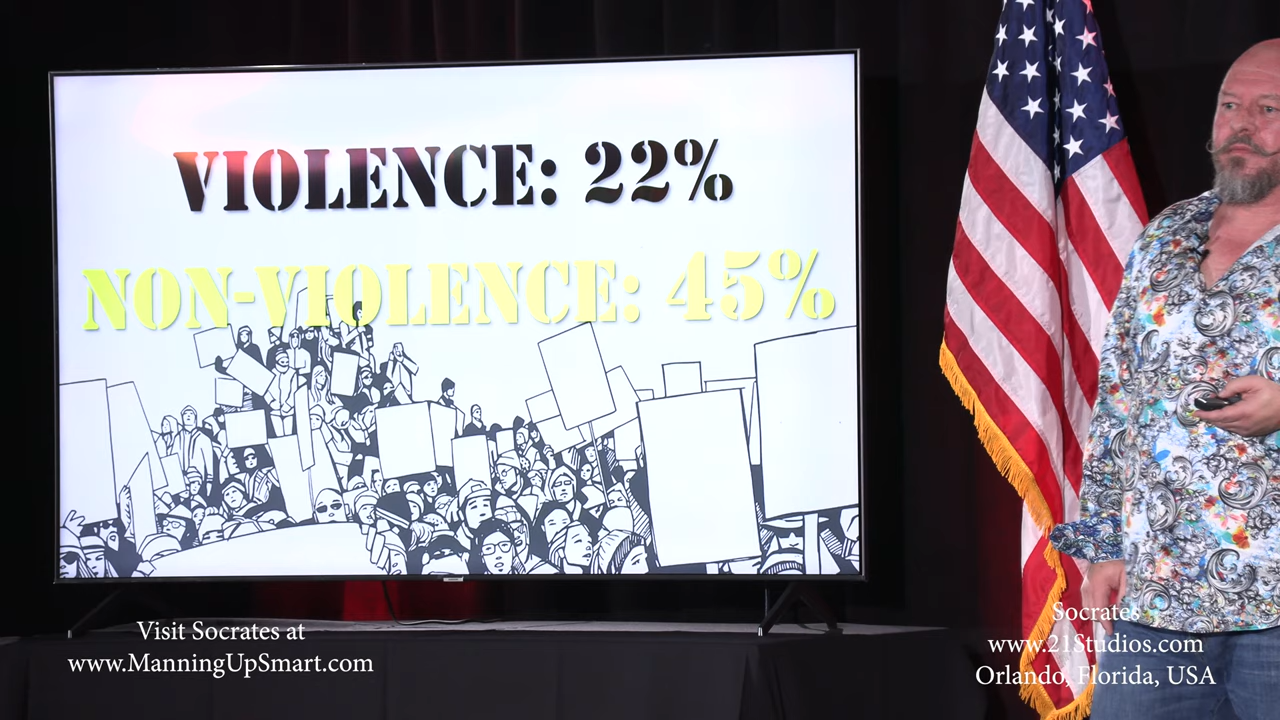 VIOLENCE: 22%
NON-VIOLENCE: 45%
Visit Socrates at
www.ManningUpSmart.com
Socrates
www.21Studios.com
Orlando, Florida, USA